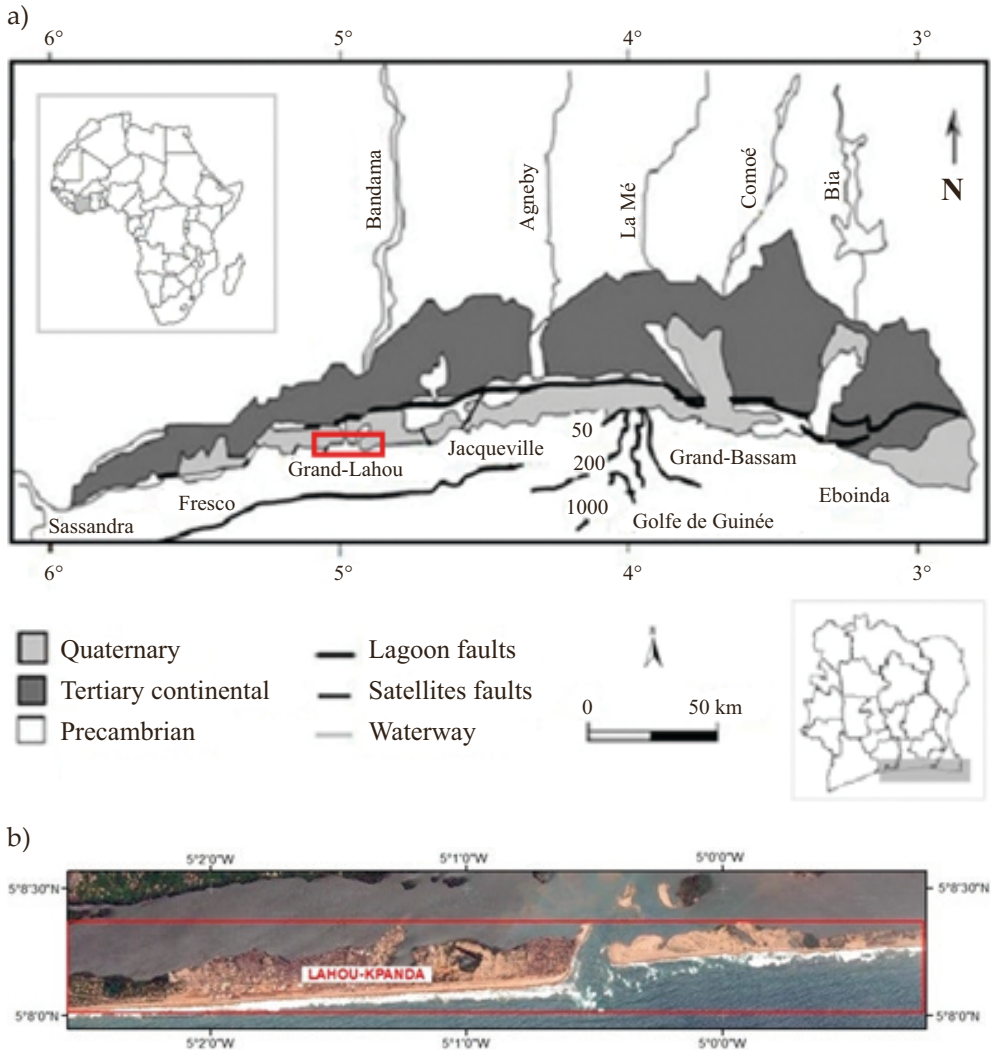 a)
6° 5° 4° 3°
Bandama
Agneby
La Mé
Comoé
Bia
N
50
200
1000
Jacqueville
Grand-Bassam
Grand-Lahou
Fresco
Eboinda
Sassandra
Golfe de Guinée
6° 5° 4° 3°
Quaternary
Tertiary continental
Precambrian
Lagoon faults
Satellites faults
Waterway
N
0 50 km
b)
5°2'0"W 5°1'0"W 5°0'0"W
5°8'30"N 5°8'30"N
LAHOU-KPANDA
5°8'0"N 5°8'0"N
5°2'0"W 5°1'0"W 5°0'0"W